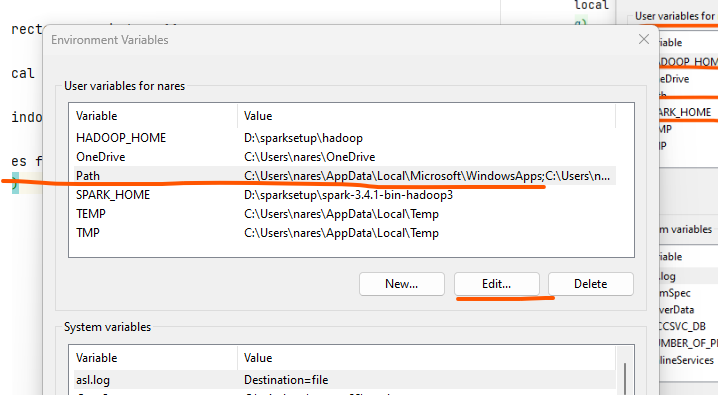 local
rect
Environment Variables
User variables for
iable
cal
User variables for nares
ADOOP_HOM
eDrive
Variable Value
indo
HADOOP_HOME D:\sparksetup\hadoop
PARK_HOME
OneDrive C:\Users\nares\OneDrive
MP
es f
Path C:\Users\nares\AppData\Local\Microsoft\WindowsApps;C:\Users\n...
MP
SPARK_HOME D:\sparksetup\spark-3.4.1-bin-hadoop3
TEMP C:\Users\nares\AppData\Local\Temp
TMP C:\Users\nares\AppData\Local\Temp
m variables
iable
.log
New... Edit... Delete
mSpec
verData
System variables
CCSVC_DB
UMBER_OF_P
Variable Value
lineServices
asl.log Destination=file